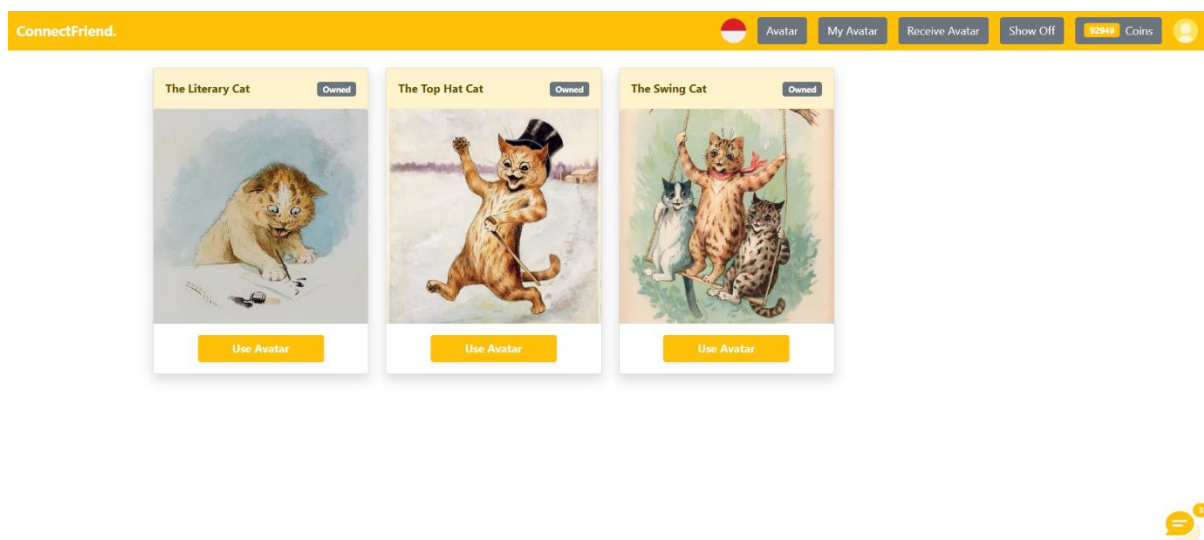 ConnectFriend.
Avatar My Avatar Receive Avatar Show Off 92949 Coins
The Literary Cat Owned
The Top Hat Cat Owned
The Swing Cat Owned
Use Avatar Use Avatar Use Avatar
3